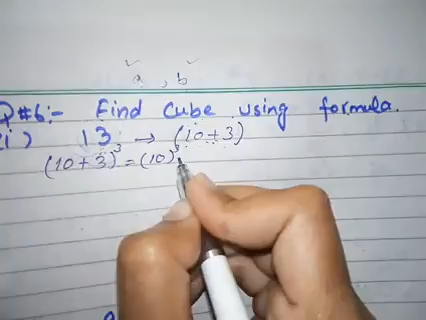 a , b
Q#6:- Find Cube using formula.
(i) 13 → (10+3)
(10+3)³ = (10)³